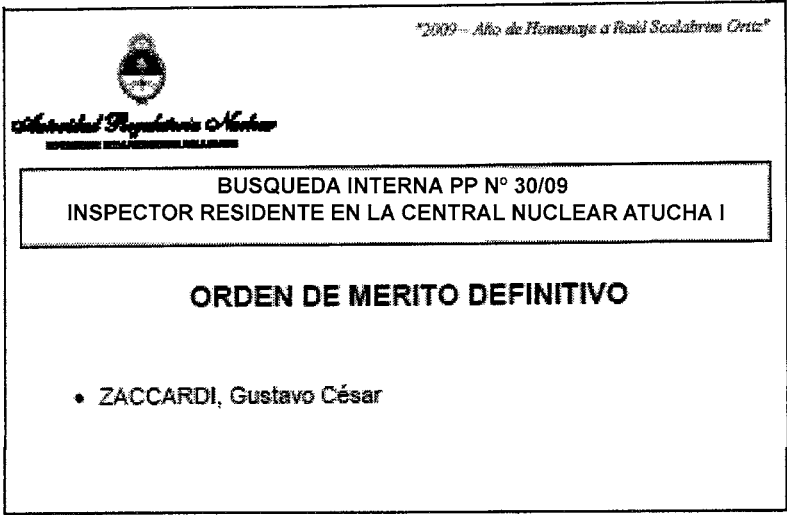 "2009 – Año de Homenaje a Raúl Scalabrini Ortiz"
Autoridad Regulatoria Nuclear
BUSQUEDA INTERNA PP Nº 30/09
INSPECTOR RESIDENTE EN LA CENTRAL NUCLEAR ATUCHA I
ORDEN DE MERITO DEFINITIVO
• ZACCARDI, Gustavo César